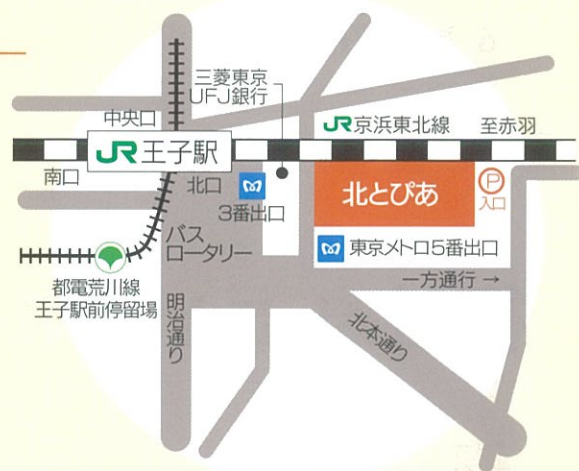 三菱東京
UFJ銀行
中央口
JR京浜東北線
至赤羽
JR王子駅
南口
北口
3番出口
北とぴあ
P
入口
バス
ロータリー
東京メトロ5番出口
一方通行 →
都電荒川線
王子駅前停留場
明治通り
北本通り